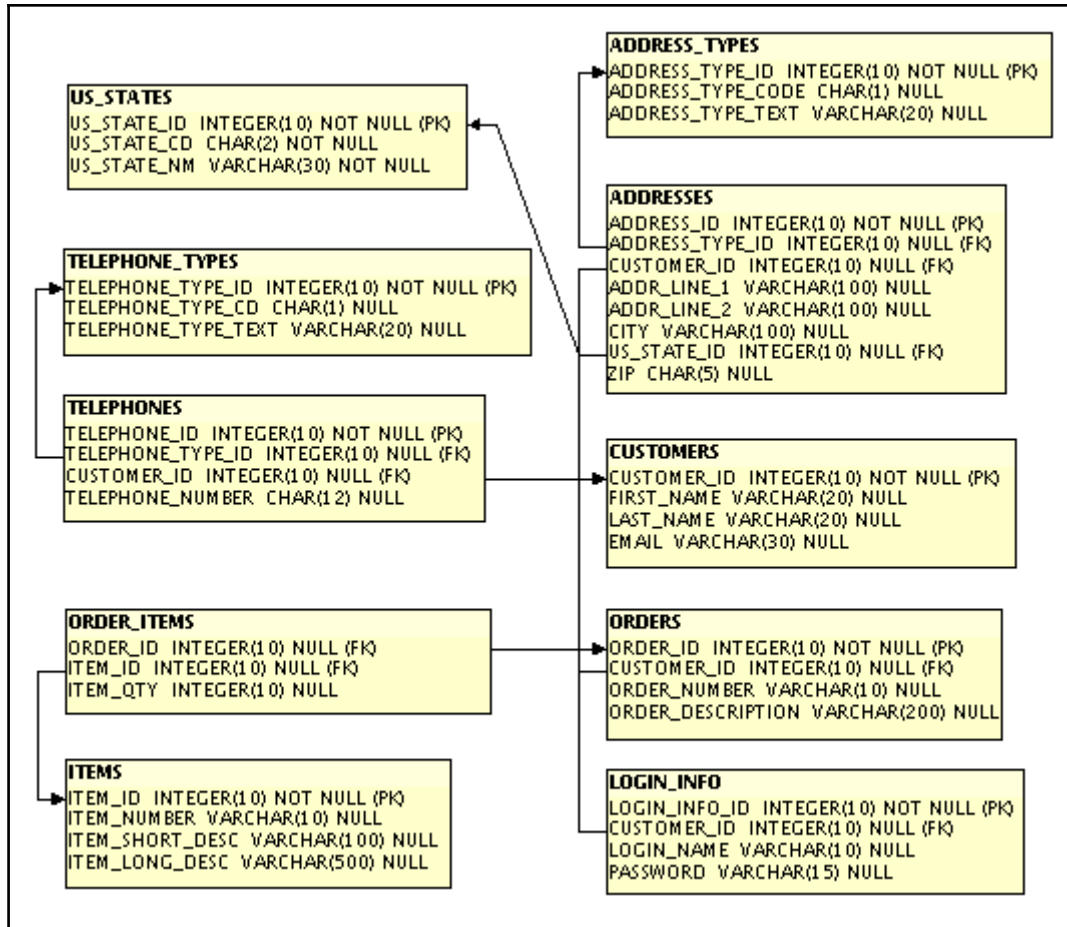 US_STATES
US_STATE_ID INTEGER(10) NOT NULL (PK)
US_STATE_CD CHAR(2) NOT NULL
US_STATE_NM VARCHAR(30) NOT NULL
TELEPHONE_TYPES
TELEPHONE_TYPE_ID INTEGER(10) NOT NULL (PK)
TELEPHONE_TYPE_CD CHAR(1) NULL
TELEPHONE_TYPE_TEXT VARCHAR(20) NULL
TELEPHONES
TELEPHONE_ID INTEGER(10) NOT NULL (PK)
TELEPHONE_TYPE_ID INTEGER(10) NULL (FK)
CUSTOMER_ID INTEGER(10) NULL (FK)
TELEPHONE_NUMBER CHAR(12) NULL
ORDER_ITEMS
ORDER_ID INTEGER(10) NULL (FK)
ITEM_ID INTEGER(10) NULL (FK)
ITEM_QTY INTEGER(10) NULL
ITEMS
ITEM_ID INTEGER(10) NOT NULL (PK)
ITEM_NUMBER VARCHAR(10) NULL
ITEM_SHORT_DESC VARCHAR(100) NULL
ITEM_LONG_DESC VARCHAR(500) NULL
ADDRESS_TYPES
ADDRESS_TYPE_ID INTEGER(10) NOT NULL (PK)
ADDRESS_TYPE_CODE CHAR(1) NULL
ADDRESS_TYPE_TEXT VARCHAR(20) NULL
ADDRESSES
ADDRESS_ID INTEGER(10) NOT NULL (PK)
ADDRESS_TYPE_ID INTEGER(10) NULL (FK)
CUSTOMER_ID INTEGER(10) NULL (FK)
ADDR_LINE_1 VARCHAR(100) NULL
ADDR_LINE_2 VARCHAR(100) NULL
CITY VARCHAR(100) NULL
US_STATE_ID INTEGER(10) NULL (FK)
ZIP CHAR(5) NULL
CUSTOMERS
CUSTOMER_ID INTEGER(10) NOT NULL (PK)
FIRST_NAME VARCHAR(20) NULL
LAST_NAME VARCHAR(20) NULL
EMAIL VARCHAR(30) NULL
ORDERS
ORDER_ID INTEGER(10) NOT NULL (PK)
CUSTOMER_ID INTEGER(10) NULL (FK)
ORDER_NUMBER VARCHAR(10) NULL
ORDER_DESCRIPTION VARCHAR(200) NULL
LOGIN_INFO
LOGIN_INFO_ID INTEGER(10) NOT NULL (PK)
CUSTOMER_ID INTEGER(10) NULL (FK)
LOGIN_NAME VARCHAR(10) NULL
PASSWORD VARCHAR(15) NULL